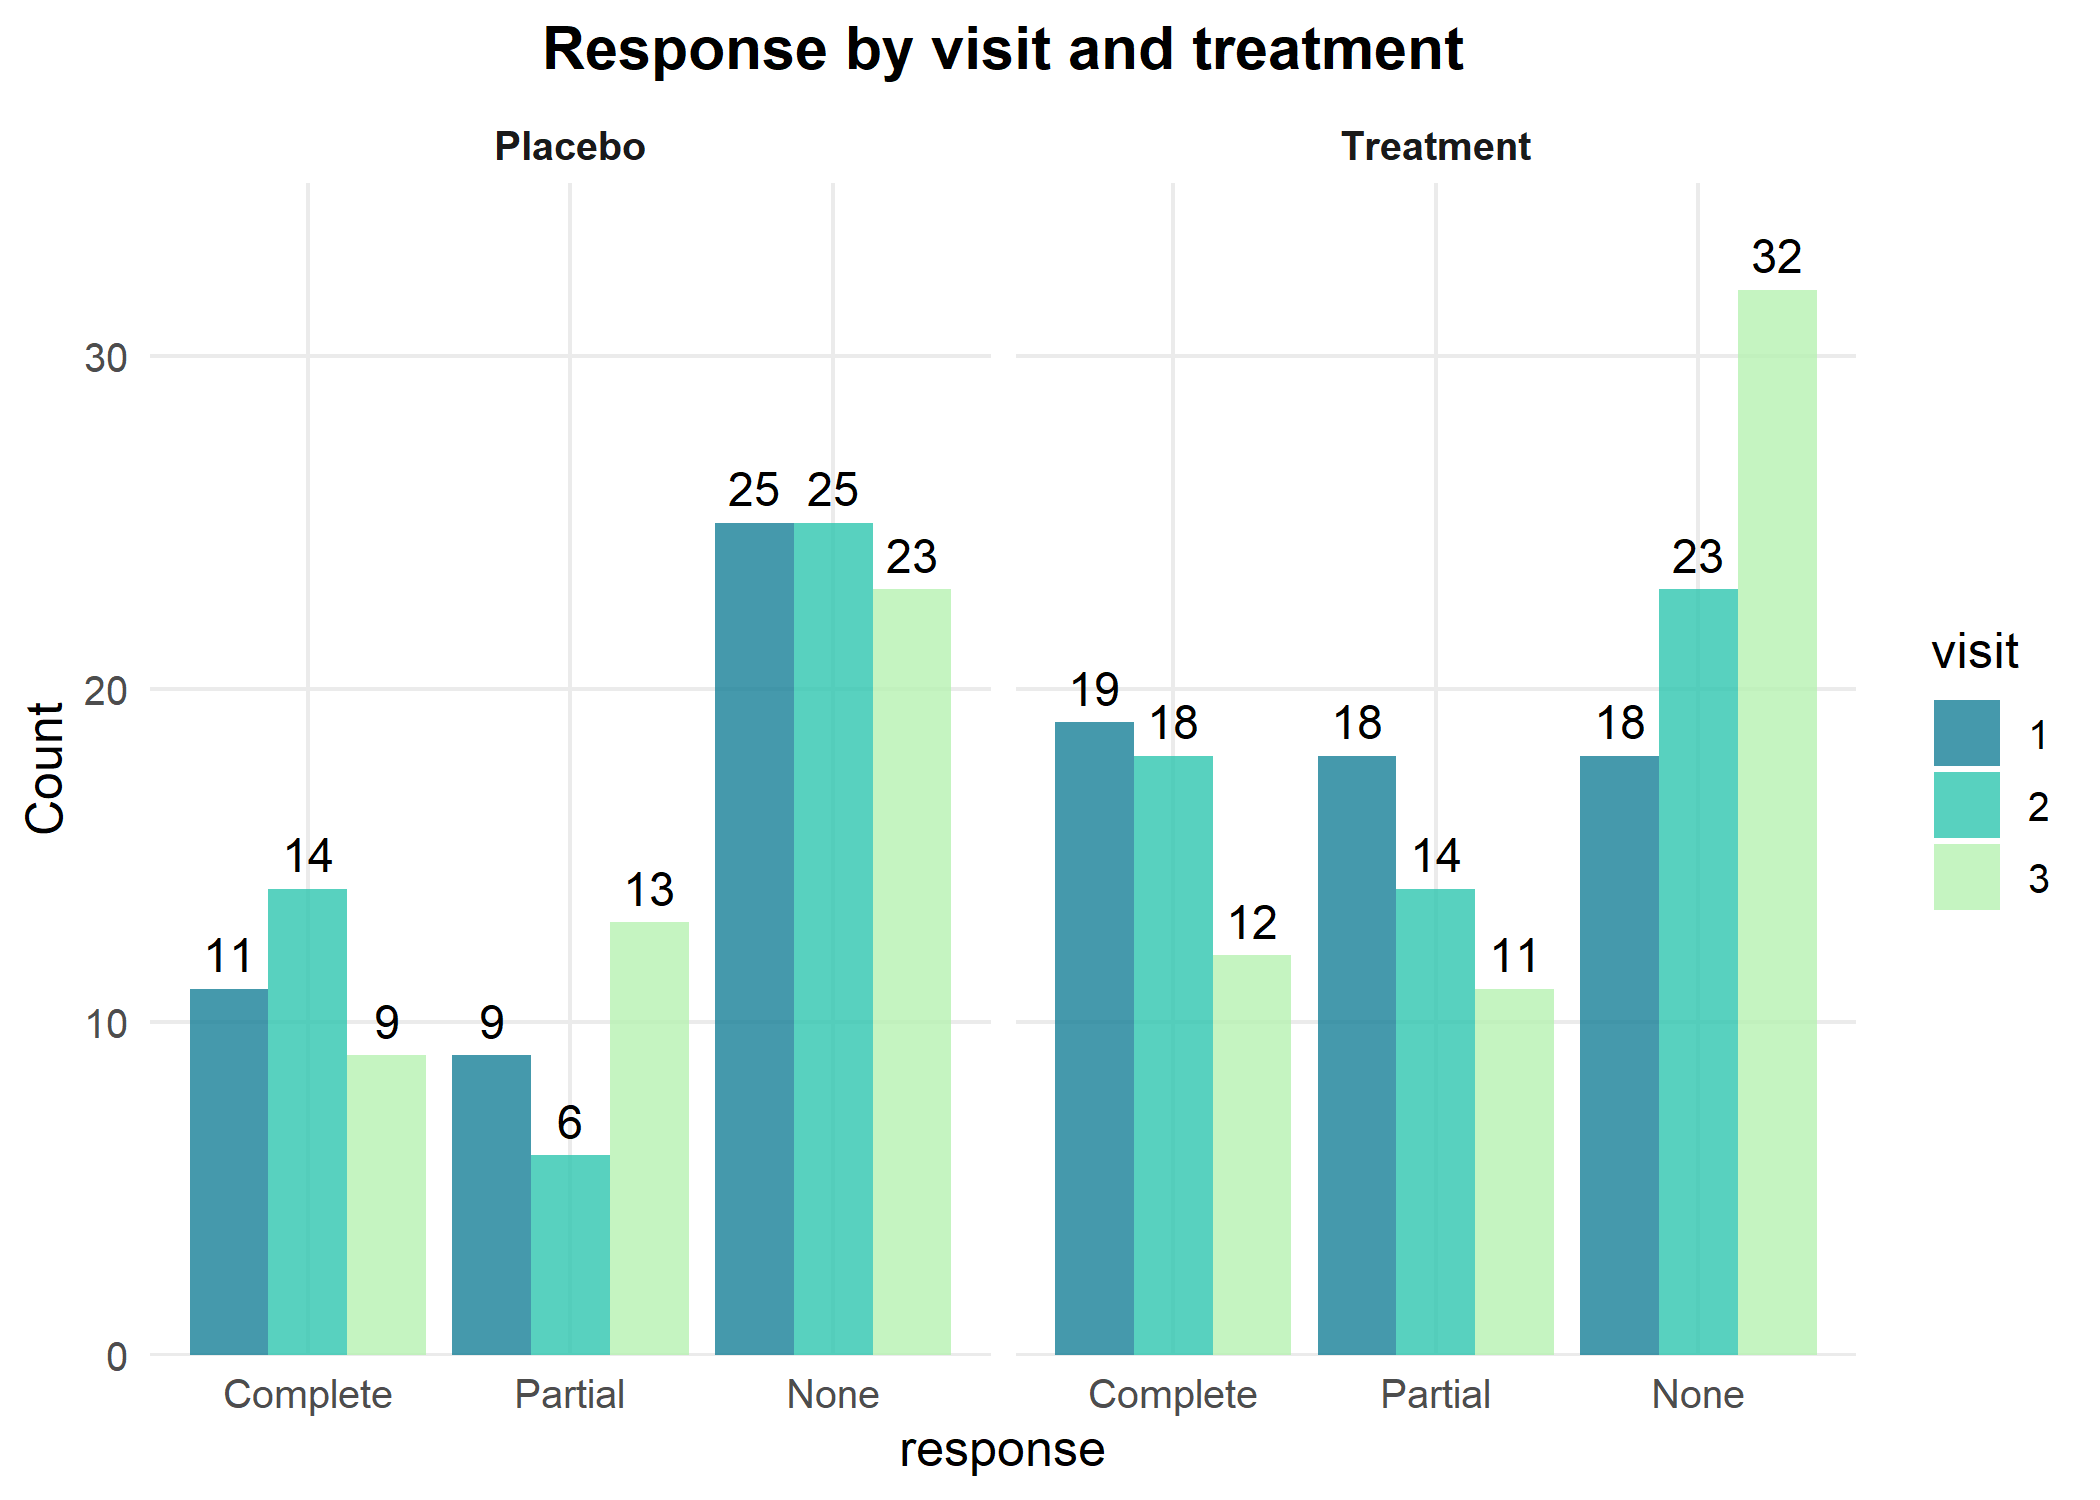 Response by visit and treatment
Placebo
Treatment
32
30
25 25
23
23
20
19
18
18
18
14
14
13
12
11
11
10
9
9
6
0
Count
Complete
Partial
None
Complete
Partial
None
response
visit
1
2
3